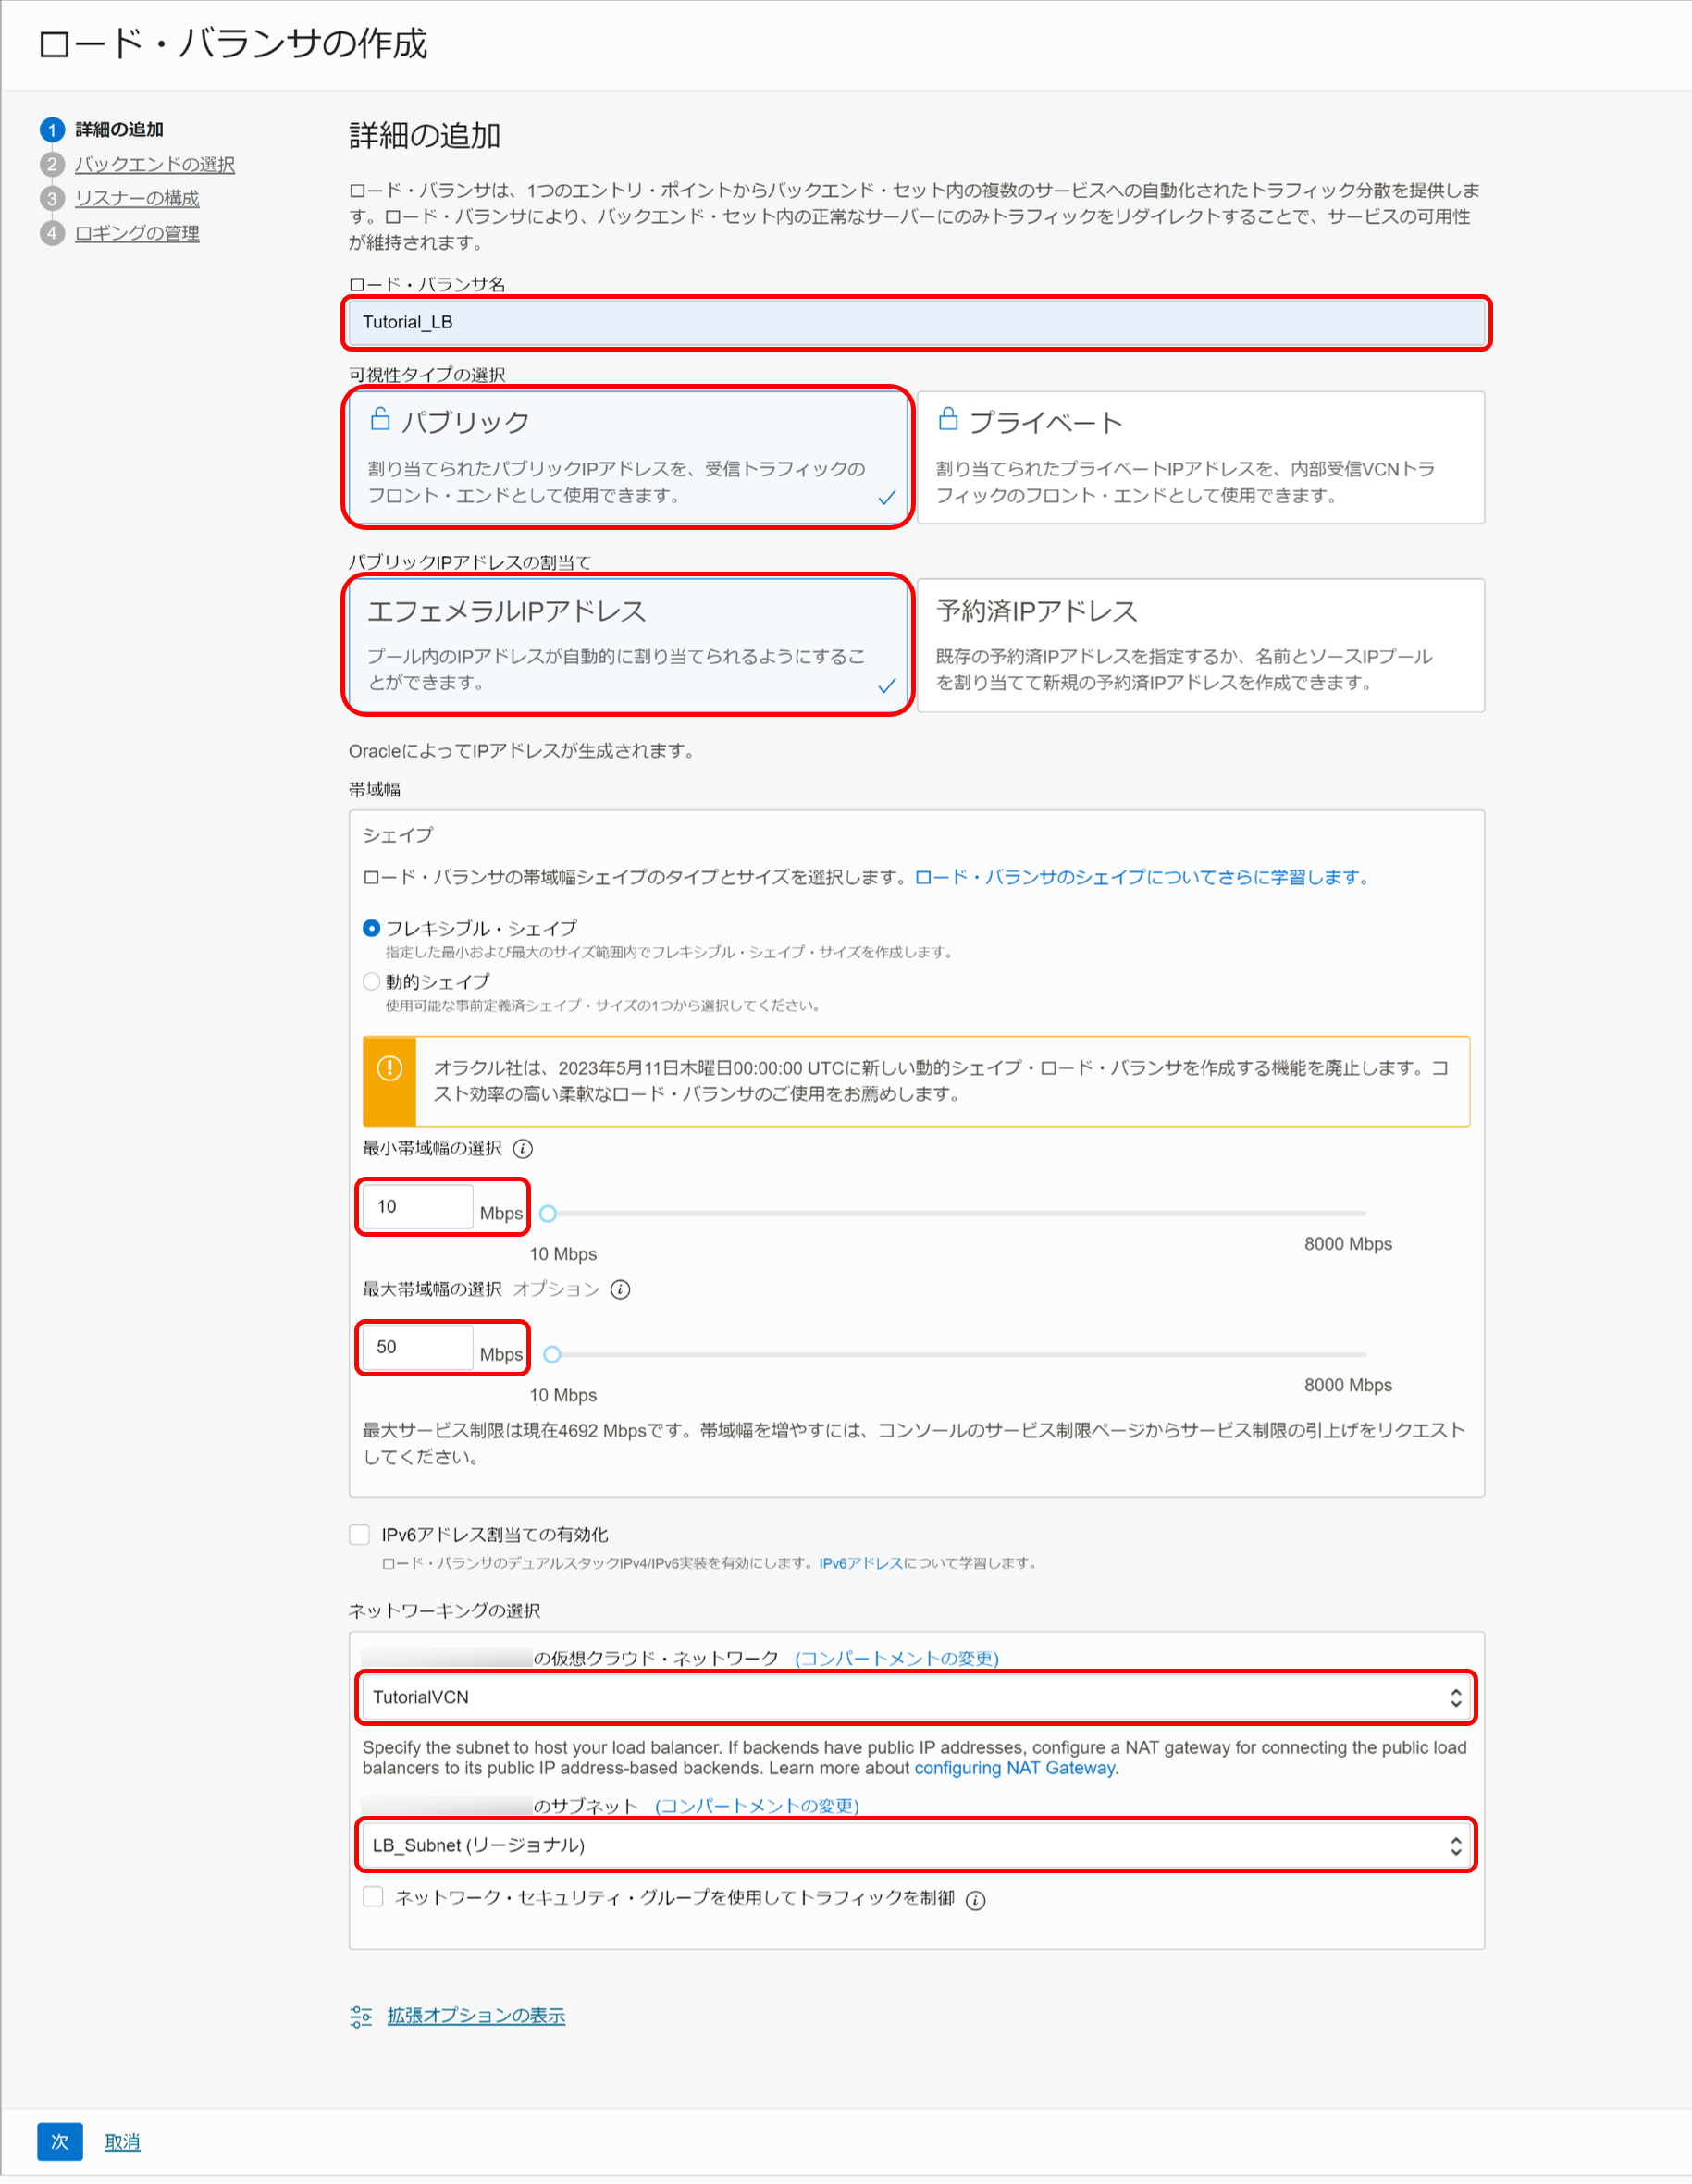 ロード・バランサの作成
1 詳細の追加
2 バックエンドの選択
3 リスナーの構成
4 ロギングの管理
詳細の追加
ロード・バランサは、1つのエントリ・ポイントからバックエンド・セット内の複数のサービスへの自動化されたトラフィック分散を提供しま
す。ロード・バランサにより、バックエンド・セット内の正常なサーバーにのみトラフィックをリダイレクトすることで、サービスの可用性
が維持されます。
ロード・バランサ名
Tutorial_LB
可視性タイプの選択
パブリック
割り当てられたパブリックIPアドレスを、受信トラフィックの
フロント・エンドとして使用できます。
プライベート
割り当てられたプライベートIPアドレスを、内部受信VCNトラ
フィックのフロント・エンドとして使用できます。
パブリックIPアドレスの割当て
エフェメラルIPアドレス
プール内のIPアドレスが自動的に割り当てられるようにするこ
とができます。
予約済IPアドレス
既存の予約済IPアドレスを指定するか、名前とソースIPプール
を割り当てて新規の予約済IPアドレスを作成できます。
OracleによってIPアドレスが生成されます。
帯域幅
シェイプ
ロード・バランサの帯域幅シェイプのタイプとサイズを選択します。ロード・バランサのシェイプについてさらに学習します。
フレキシブル・シェイプ
指定した最小および最大のサイズ範囲内でフレキシブル・シェイプ・サイズを作成します。
動的シェイプ
使用可能な事前定義済シェイプ・サイズの1つから選択してください。
オラクル社は、2023年5月11日木曜日00:00:00 UTCに新しい動的シェイプ・ロード・バランサを作成する機能を廃止します。コ
スト効率の高い柔軟なロード・バランサのご使用をお薦めします。
最小帯域幅の選択
10 Mbps
10 Mbps 8000 Mbps
最大帯域幅の選択 オプション
50 Mbps
10 Mbps 8000 Mbps
最大サービス制限は現在4692 Mbpsです。帯域幅を増やすには、コンソールのサービス制限ページからサービス制限の引上げをリクエスト
してください。
IPv6アドレス割当ての有効化
ロード・バランサのデュアルスタックIPv4/IPv6実装を有効にします。IPv6アドレスについて学習します。
ネットワーキングの選択
の仮想クラウド・ネットワーク (コンパートメントの変更)
TutorialVCN
Specify the subnet to host your load balancer. If backends have public IP addresses, configure a NAT gateway for connecting the public load
balancers to its public IP address-based backends. Learn more about configuring NAT Gateway.
のサブネット (コンパートメントの変更)
LB_Subnet (リージョナル)
ネットワーク・セキュリティ・グループを使用してトラフィックを制御
拡張オプションの表示
次 取消